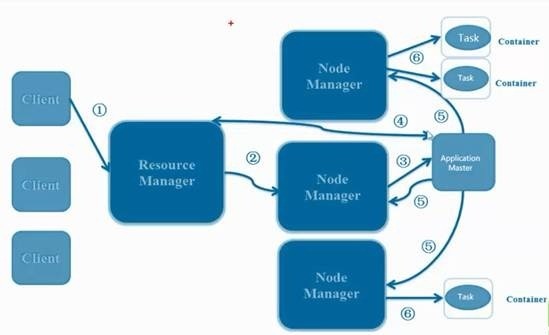 Client
①
Client
Client
Resource
Manager
②
Node
Manager
⑥
Task
Container
Task
Container
⑤
④
Node
Manager
③
Application
Master
⑤
⑤
Node
Manager
⑥
Task
Container